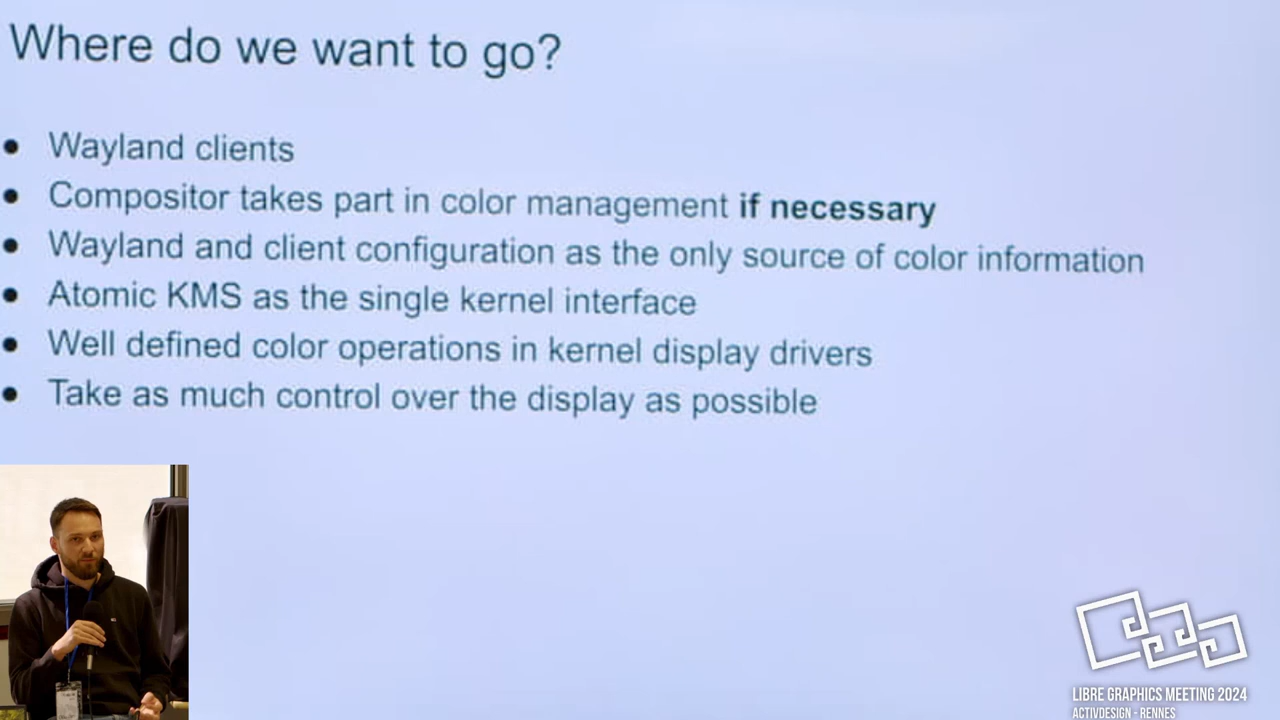 Where do we want to go?
● Wayland clients
● Compositor takes part in color management if necessary
● Wayland and client configuration as the only source of color information
● Atomic KMS as the single kernel interface
● Well defined color operations in kernel display drivers
● Take as much control over the display as possible
LIBRE GRAPHICS MEETING 2024
ACTIVDESIGN - RENNES